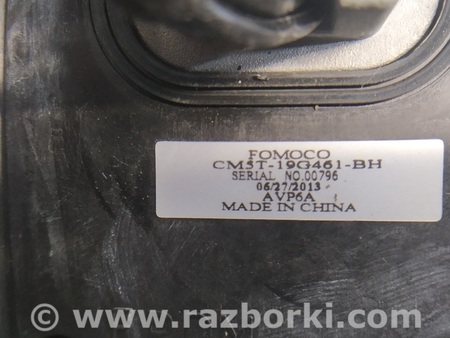 FOMOCO
CM5T-19G461-BH
SERIAL NO.00796
06/27/2013
AVP6A
MADE IN CHINA
© www.razborki.com